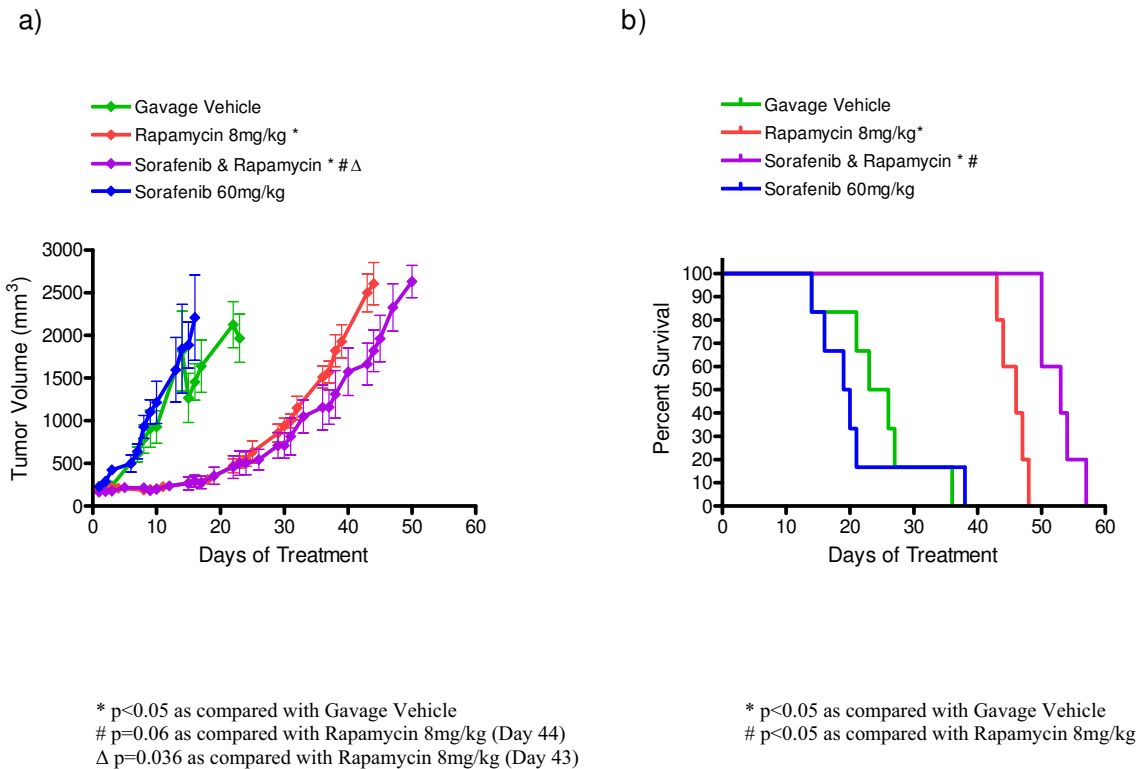 a)
Gavage Vehicle
Rapamycin 8mg/kg *
Sorafenib & Rapamycin * # Δ
Sorafenib 60mg/kg
3000
2500
2000
1500
1000
500
0
Tumor Volume (mm³)
0 10 20 30 40 50 60
Days of Treatment
* p<0.05 as compared with Gavage Vehicle
# p=0.06 as compared with Rapamycin 8mg/kg (Day 44)
Δ p=0.036 as compared with Rapamycin 8mg/kg (Day 43)
b)
Gavage Vehicle
Rapamycin 8mg/kg*
Sorafenib & Rapamycin * #
Sorafenib 60mg/kg
100
90
80
70
60
50
40
30
20
10
0
Percent Survival
0 10 20 30 40 50 60
Days of Treatment
* p<0.05 as compared with Gavage Vehicle
# p<0.05 as compared with Rapamycin 8mg/kg